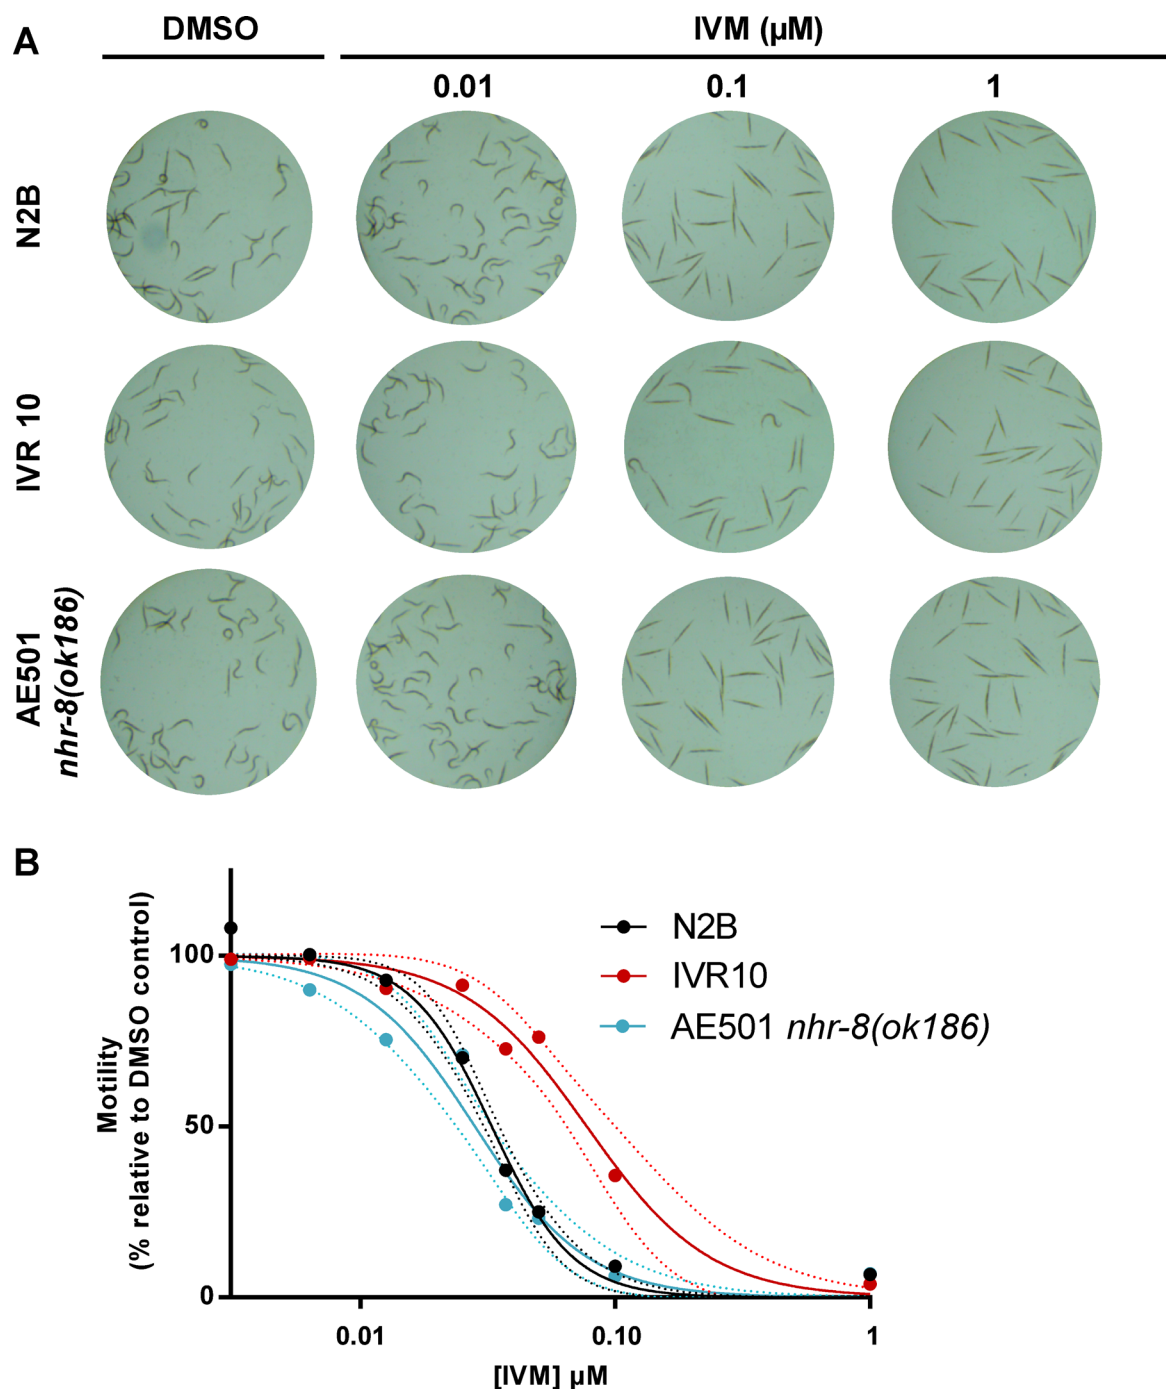 A
DMSO
IVM (µM)
0.01
0.1
1
N2B
IVR 10
AE501
nhr-8(ok186)
B
Motility
(% relative to DMSO control)
100
50
0
N2B
IVR10
AE501 nhr-8(ok186)
0.01
0.10
1
[IVM] µM